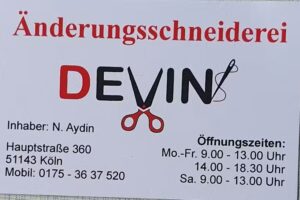 Änderungsschneiderei
DEVIN
Inhaber: N. Aydin
Hauptstraße 360
51143 Köln
Mobil: 0175 - 36 37 520
Öffnungszeiten:
Mo.-Fr. 9.00 - 13.00 Uhr
14.00 - 18.30 Uhr
Sa. 9.00 - 13.00 Uhr